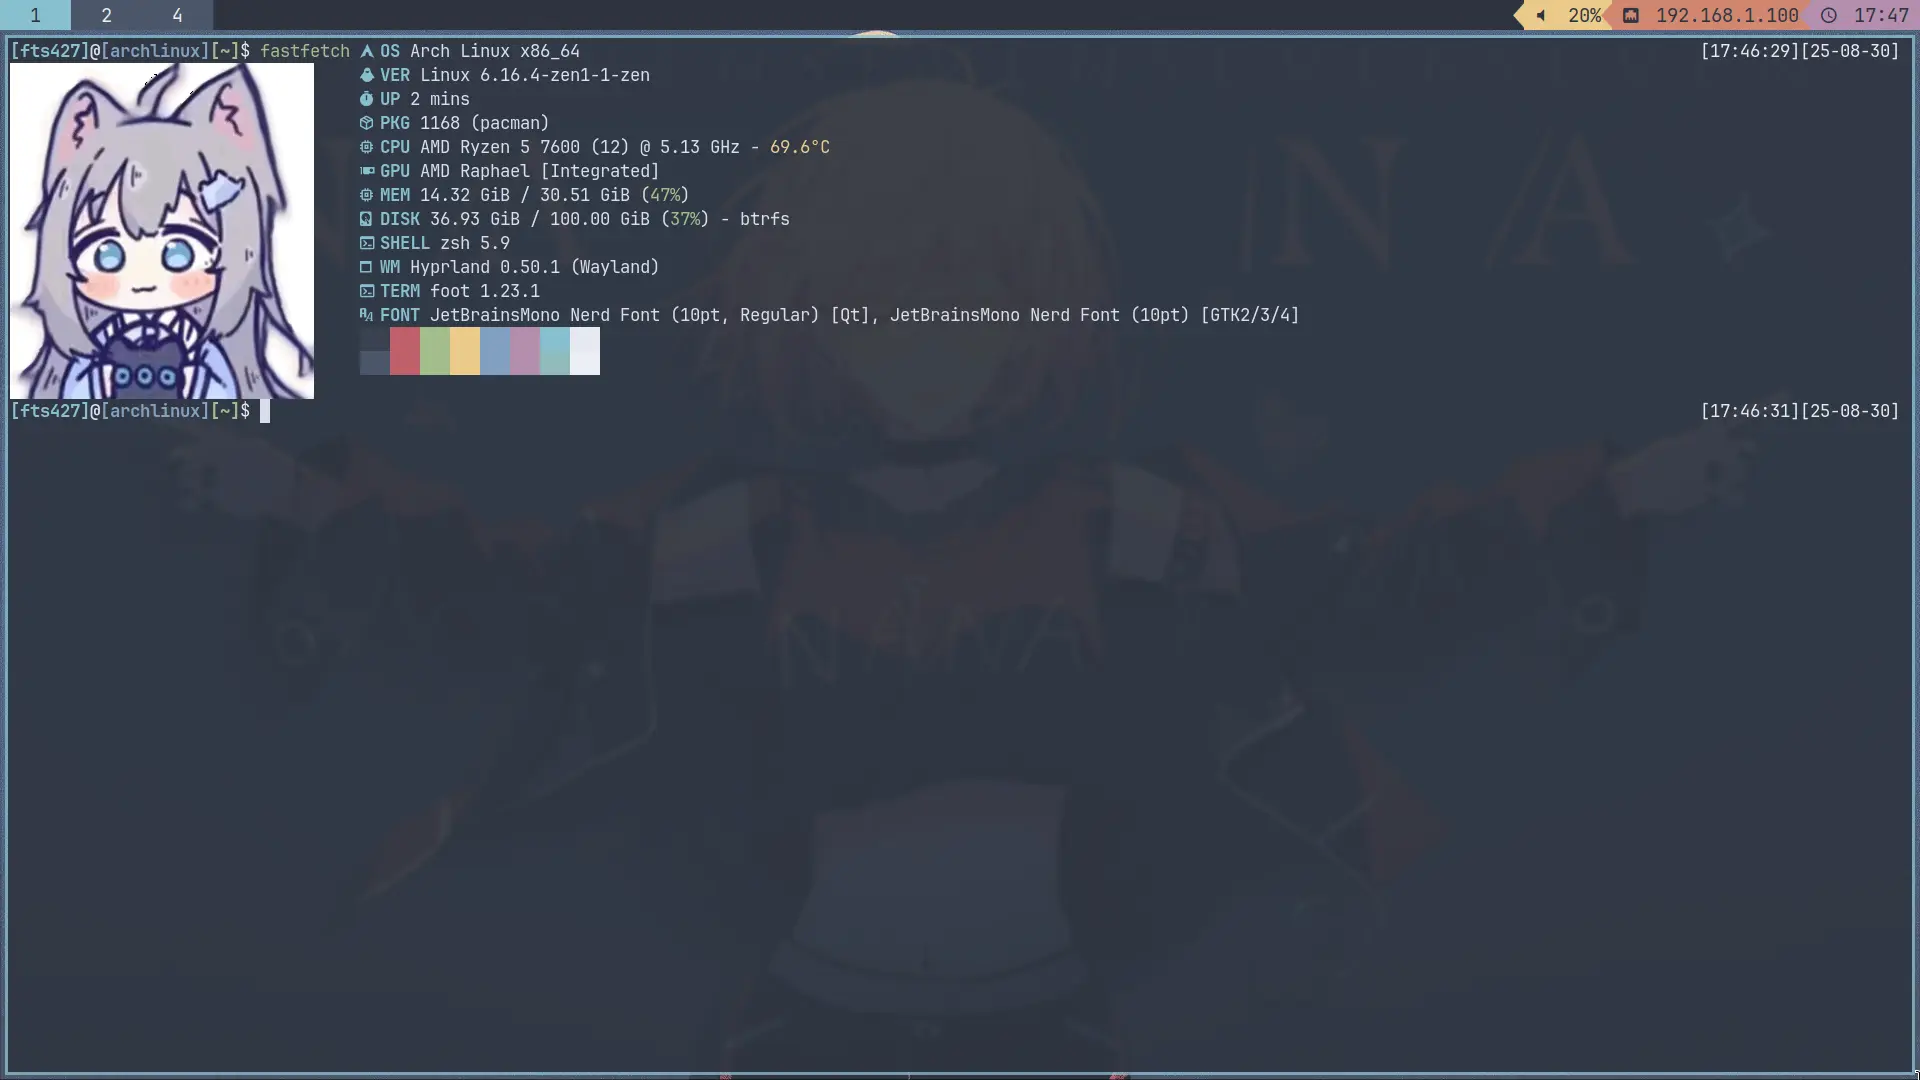 1 2 4 20% 192.168.1.100 17:47
[fts427]@[archlinux][~]$ fastfetch [17:46:29][25-08-30]
OS Arch Linux x86_64
VER Linux 6.16.4-zen1-1-zen
UP 2 mins
PKG 1168 (pacman)
CPU AMD Ryzen 5 7600 (12) @ 5.13 GHz - 69.6°C
GPU AMD Raphael [Integrated]
MEM 14.32 GiB / 30.51 GiB (47%)
DISK 36.93 GiB / 100.00 GiB (37%) - btrfs
SHELL zsh 5.9
WM Hyprland 0.50.1 (Wayland)
TERM foot 1.23.1
FONT JetBrainsMono Nerd Font (10pt, Regular) [Qt], JetBrainsMono Nerd Font (10pt) [GTK2/3/4]
[fts427]@[archlinux][~]$ [17:46:31][25-08-30]
NANA